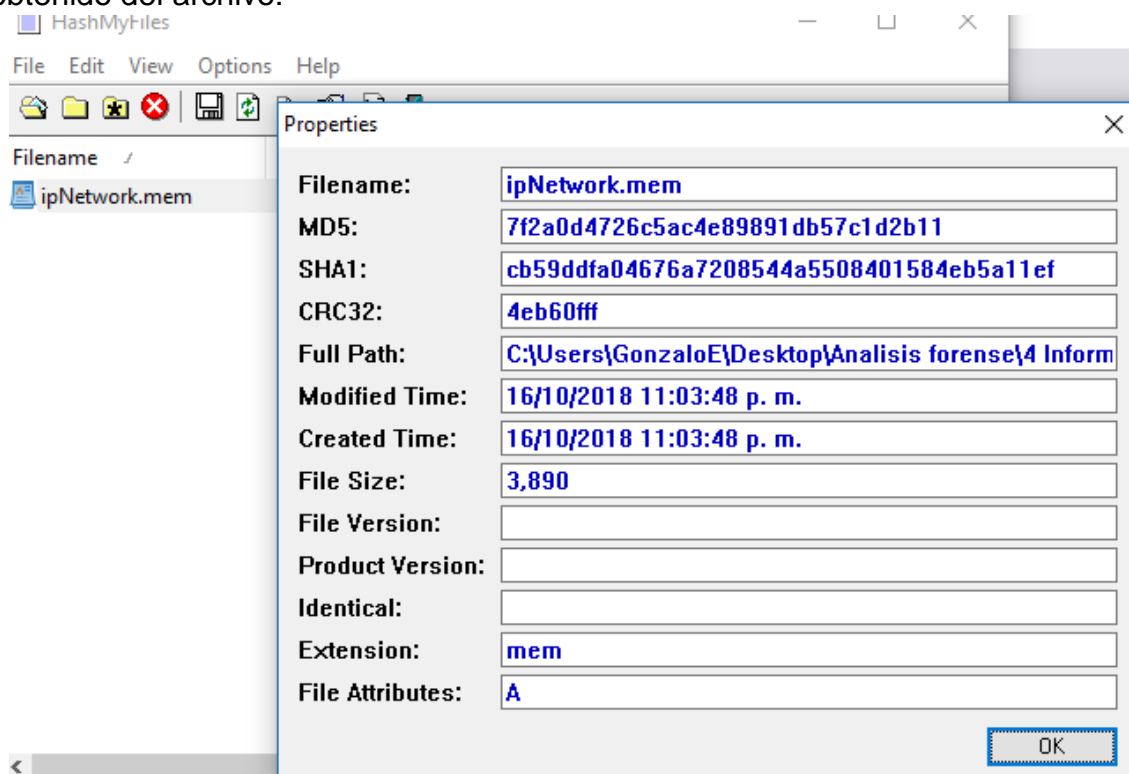 obtenido del archivo.
HashMyFiles
File Edit View Options Help
Properties
Filename
ipNetwork.mem
Filename: ipNetwork.mem
MD5: 7f2a0d4726c5ac4e89891db57c1d2b11
SHA1: cb59ddfa04676a7208544a5508401584eb5a11ef
CRC32: 4eb60fff
Full Path: C:\Users\GonzaloE\Desktop\Analisis forense\4 Inform
Modified Time: 16/10/2018 11:03:48 p. m.
Created Time: 16/10/2018 11:03:48 p. m.
File Size: 3,890
File Version:
Product Version:
Identical:
Extension: mem
File Attributes: A
OK